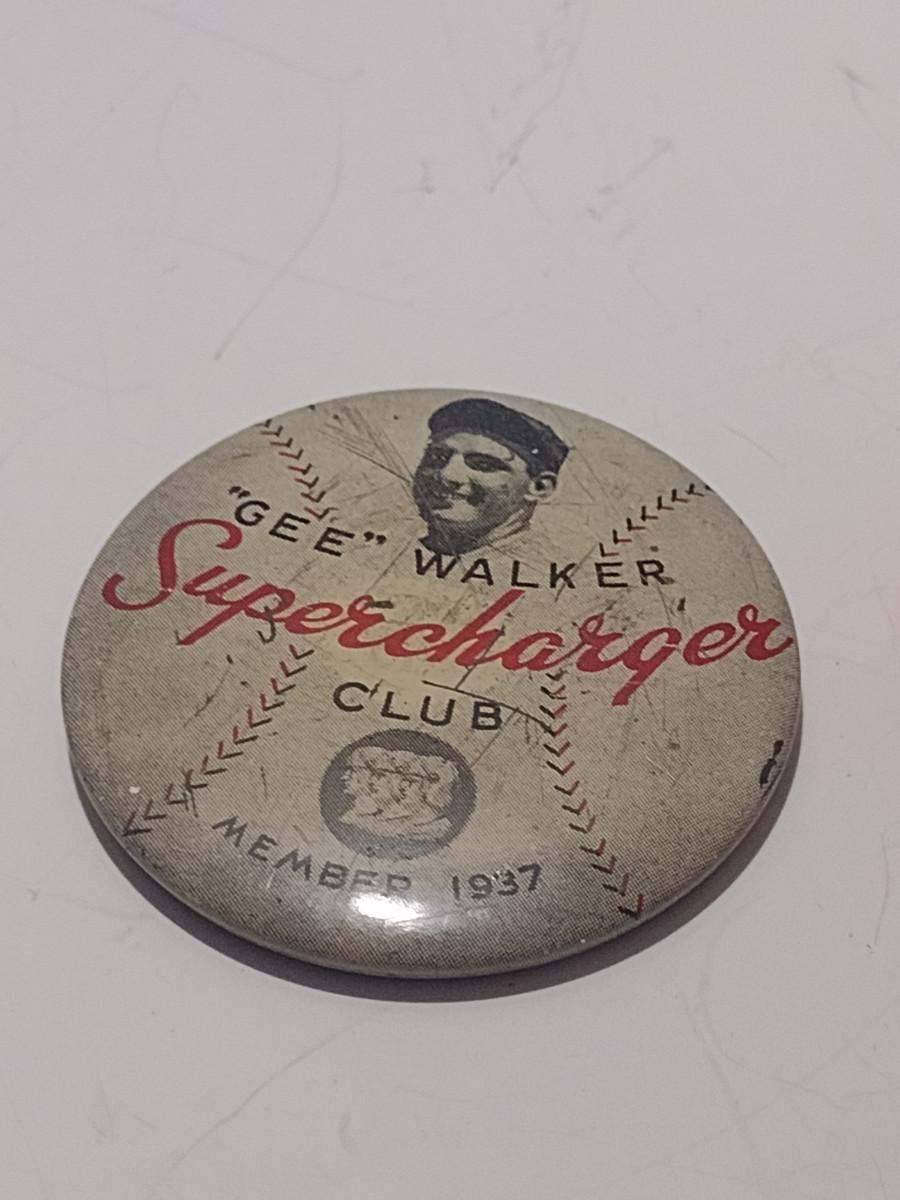 "GEE" WALKER
Supercharger
CLUB
MEMBER 1937